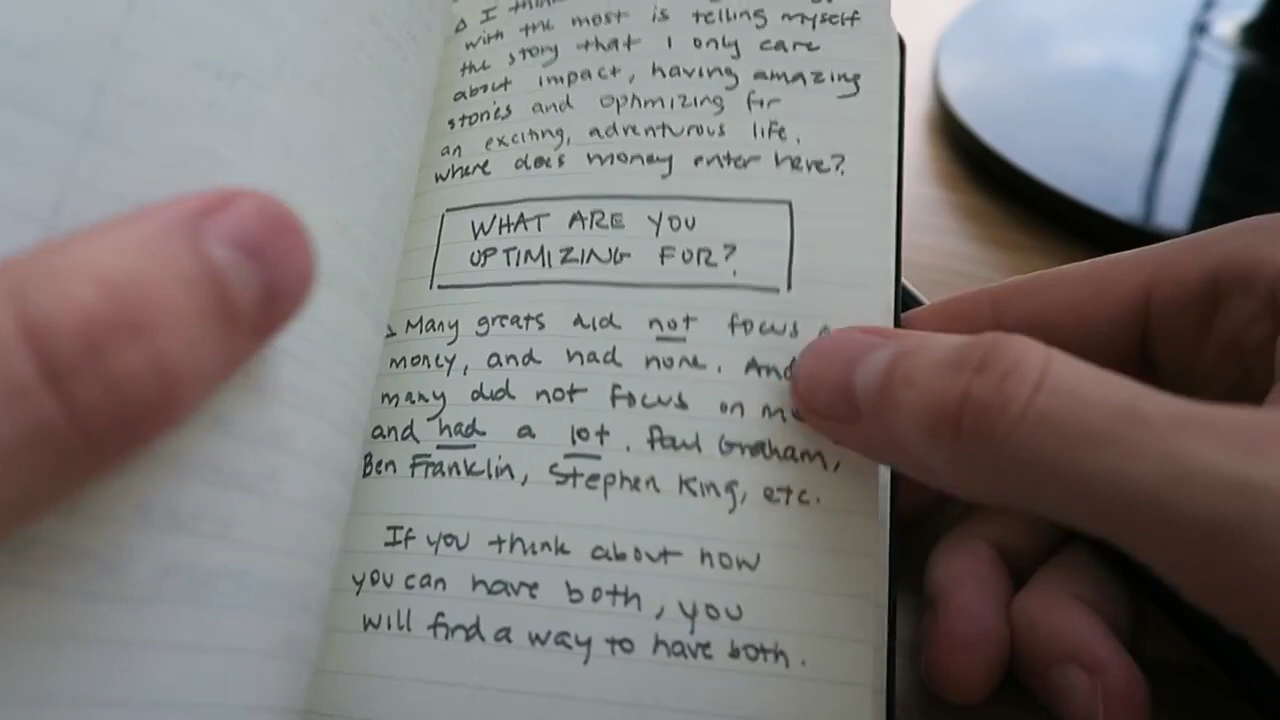 △ I think
with the most is telling myself
the story that I only care
about impact, having amazing
stories and optimizing for
an exciting, adventurous life.
where does money enter here?
WHAT ARE YOU
OPTIMIZING FOR?
△ Many greats did not focus
money, and had none. And
many did not focus on
and had a lot. Paul Graham,
Ben Franklin, Stephen King, etc.
If you think about how
you can have both, you
will find a way to have both.